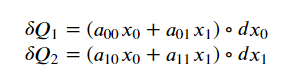 δQ₁ = (a₀₀x₀ + a₀₁x₁) ∘ dx₀
δQ₂ = (a₁₀x₀ + a₁₁x₁) ∘ dx₁